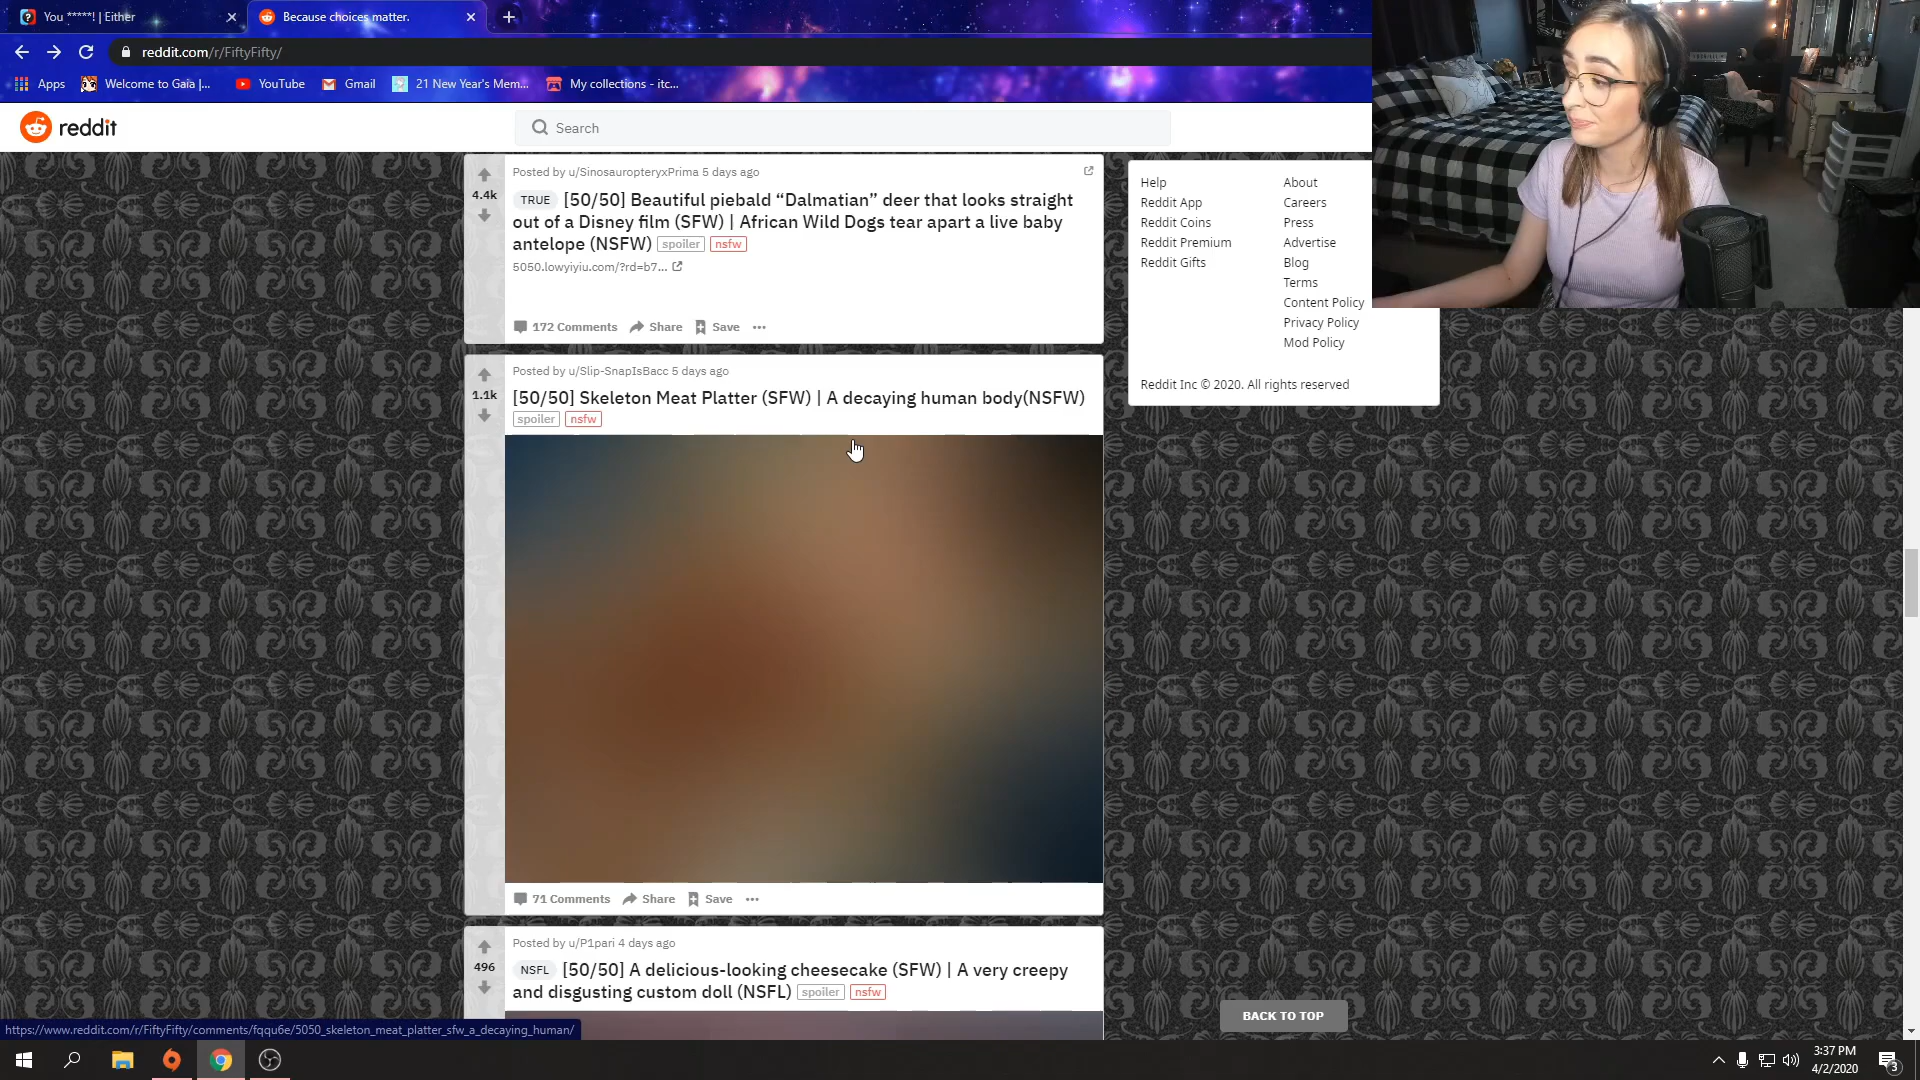 You *****! | Either
Because choices matter.
reddit.com/r/FiftyFifty/
Apps
Welcome to Gaia |...
YouTube
Gmail
21 New Year's Mem...
My collections - itc...
reddit
Search
Posted by u/SinosauropteryxPrima 5 days ago
4.4k
TRUE [50/50] Beautiful piebald “Dalmatian” deer that looks straight
out of a Disney film (SFW) | African Wild Dogs tear apart a live baby
antelope (NSFW) spoiler nsfw
5050.lowyiyiu.com/?rd=b7...
172 Comments Share Save
Posted by u/Slip-SnapIsBacc 5 days ago
1.1k
[50/50] Skeleton Meat Platter (SFW) | A decaying human body(NSFW)
spoiler nsfw
71 Comments Share Save
Posted by u/P1pari 4 days ago
496
NSFL [50/50] A delicious-looking cheesecake (SFW) | A very creepy
and disgusting custom doll (NSFL) spoiler nsfw
Help
Reddit App
Reddit Coins
Reddit Premium
Reddit Gifts
About
Careers
Press
Advertise
Blog
Terms
Content Policy
Privacy Policy
Mod Policy
Reddit Inc © 2020. All rights reserved
BACK TO TOP
https://www.reddit.com/r/FiftyFifty/comments/fqqu6e/5050_skeleton_meat_platter_sfw_a_decaying_human/
3:37 PM
4/2/2020
3